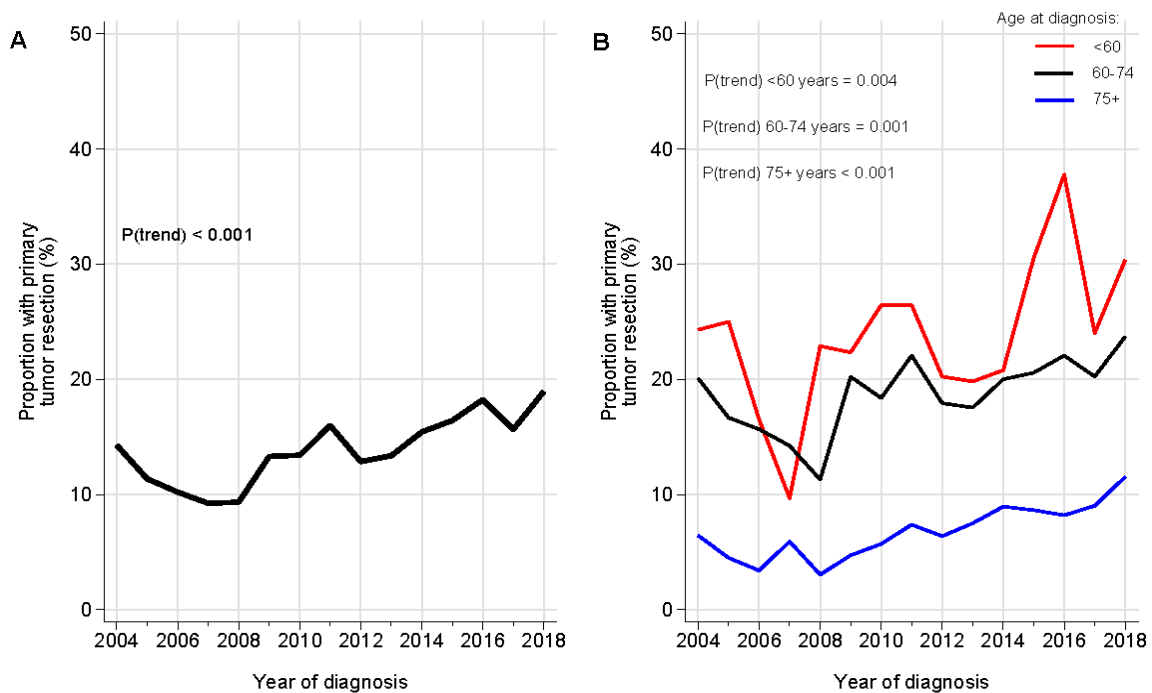 A
50
40
30
20
10
0
Proportion with primary
tumor resection (%)
P(trend) < 0.001
2004 2006 2008 2010 2012 2014 2016 2018
Year of diagnosis
B
Age at diagnosis:
<60
60-74
75+
P(trend) <60 years = 0.004
P(trend) 60-74 years = 0.001
P(trend) 75+ years < 0.001
50
40
30
20
10
0
Proportion with primary
tumor resection (%)
2004 2006 2008 2010 2012 2014 2016 2018
Year of diagnosis